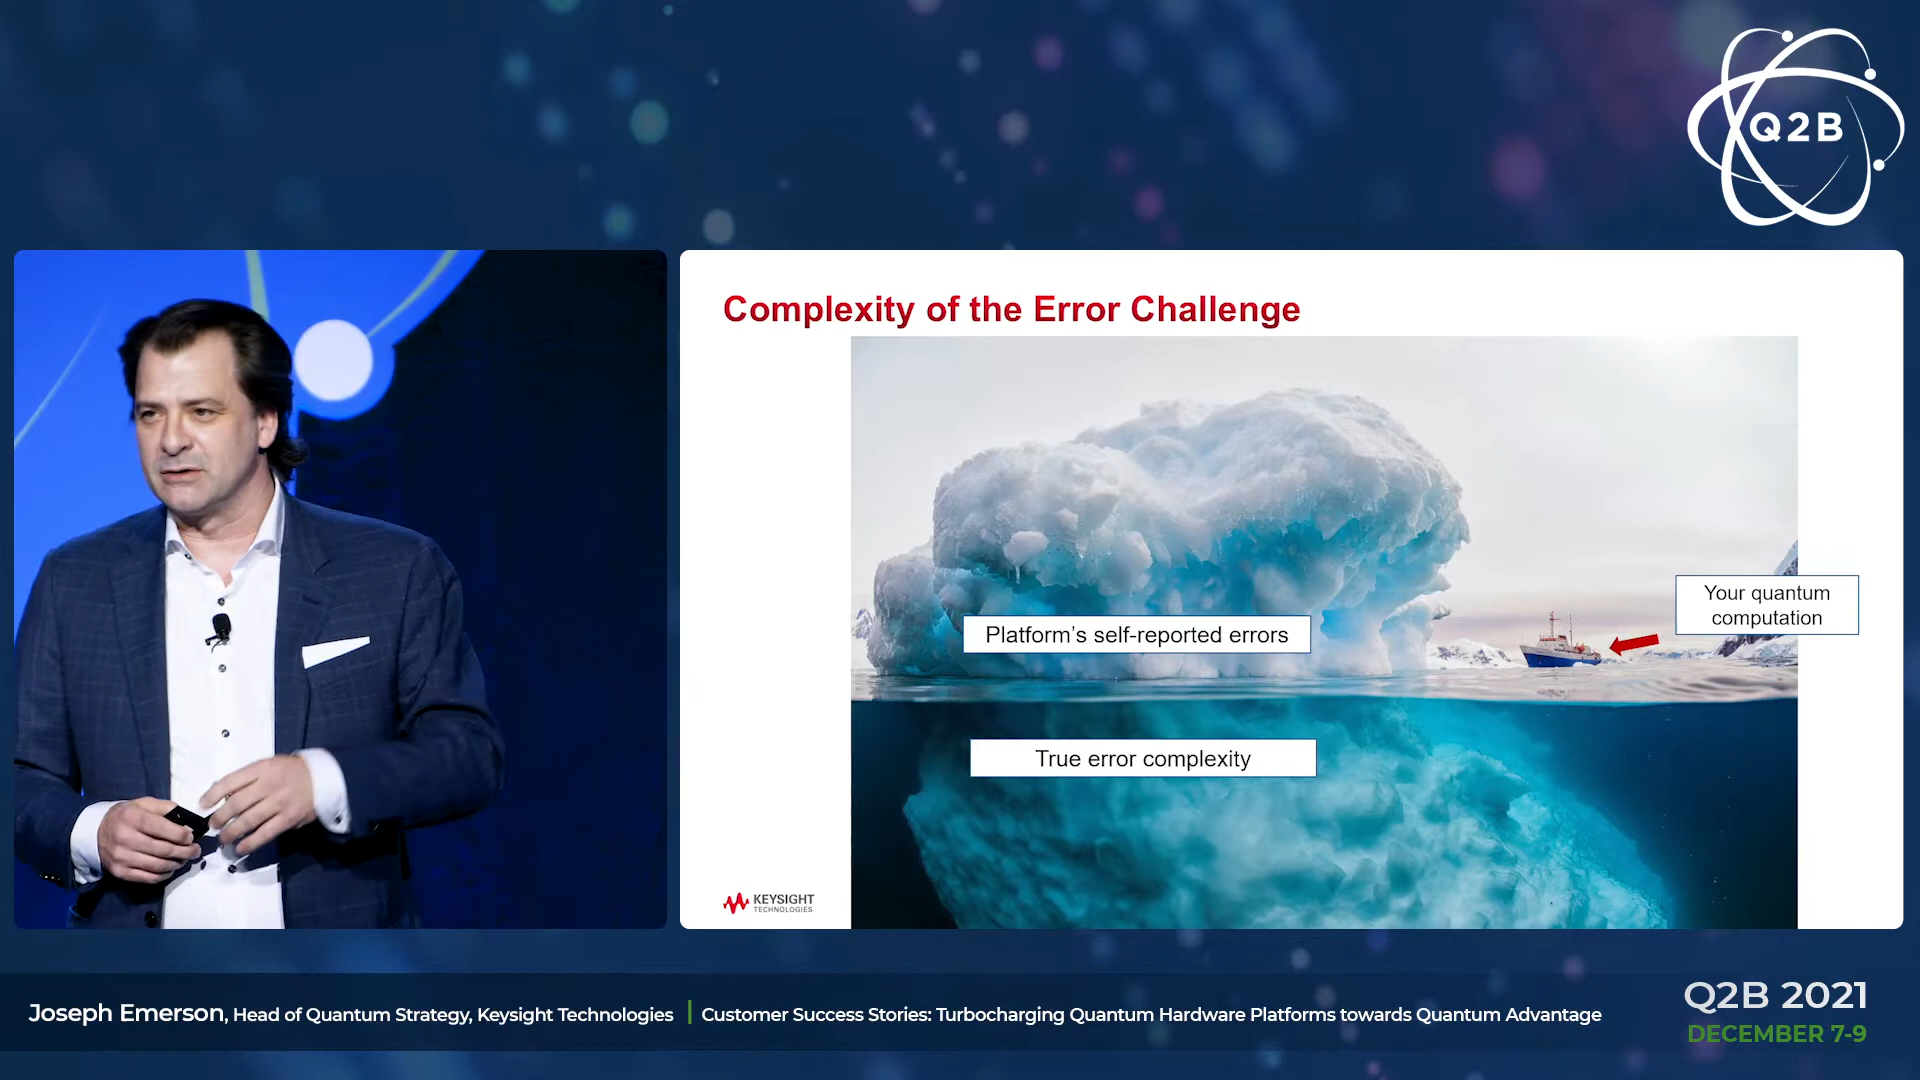 Q2B
Complexity of the Error Challenge
Platform's self-reported errors
Your quantum
computation
True error complexity
KEYSIGHT
TECHNOLOGIES
Joseph Emerson, Head of Quantum Strategy, Keysight Technologies | Customer Success Stories: Turbocharging Quantum Hardware Platforms towards Quantum Advantage
Q2B 2021
DECEMBER 7-9